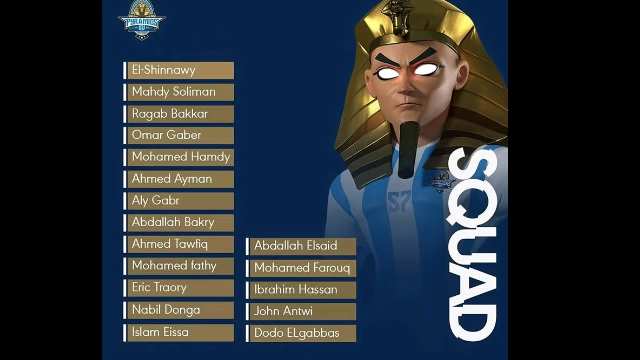 PYRAMIDS
El-Shinnawy
Mahdy Soliman
Ragab Bakkar
Omar Gaber
Mohamed Hamdy
Ahmed Ayman
Aly Gabr
Abdallah Bakry
Ahmed Tawfiq
Mohamed fathy
Eric Traory
Nabil Donga
Islam Eissa
Abdallah Elsaid
Mohamed Farouq
Ibrahim Hassan
John Antwi
Dodo ELgabbas
SQUAD